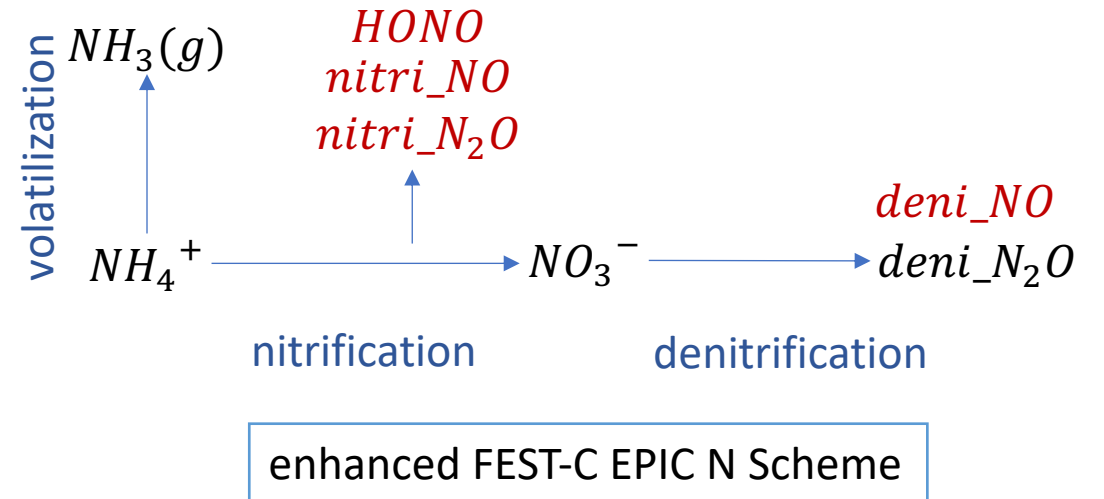 volatilization
NH₃(g)
HONO
nitri_NO
nitri_N₂O
deni_NO
NH₄⁺
NO₃⁻
deni_N₂O
nitrification
denitrification
enhanced FEST-C EPIC N Scheme